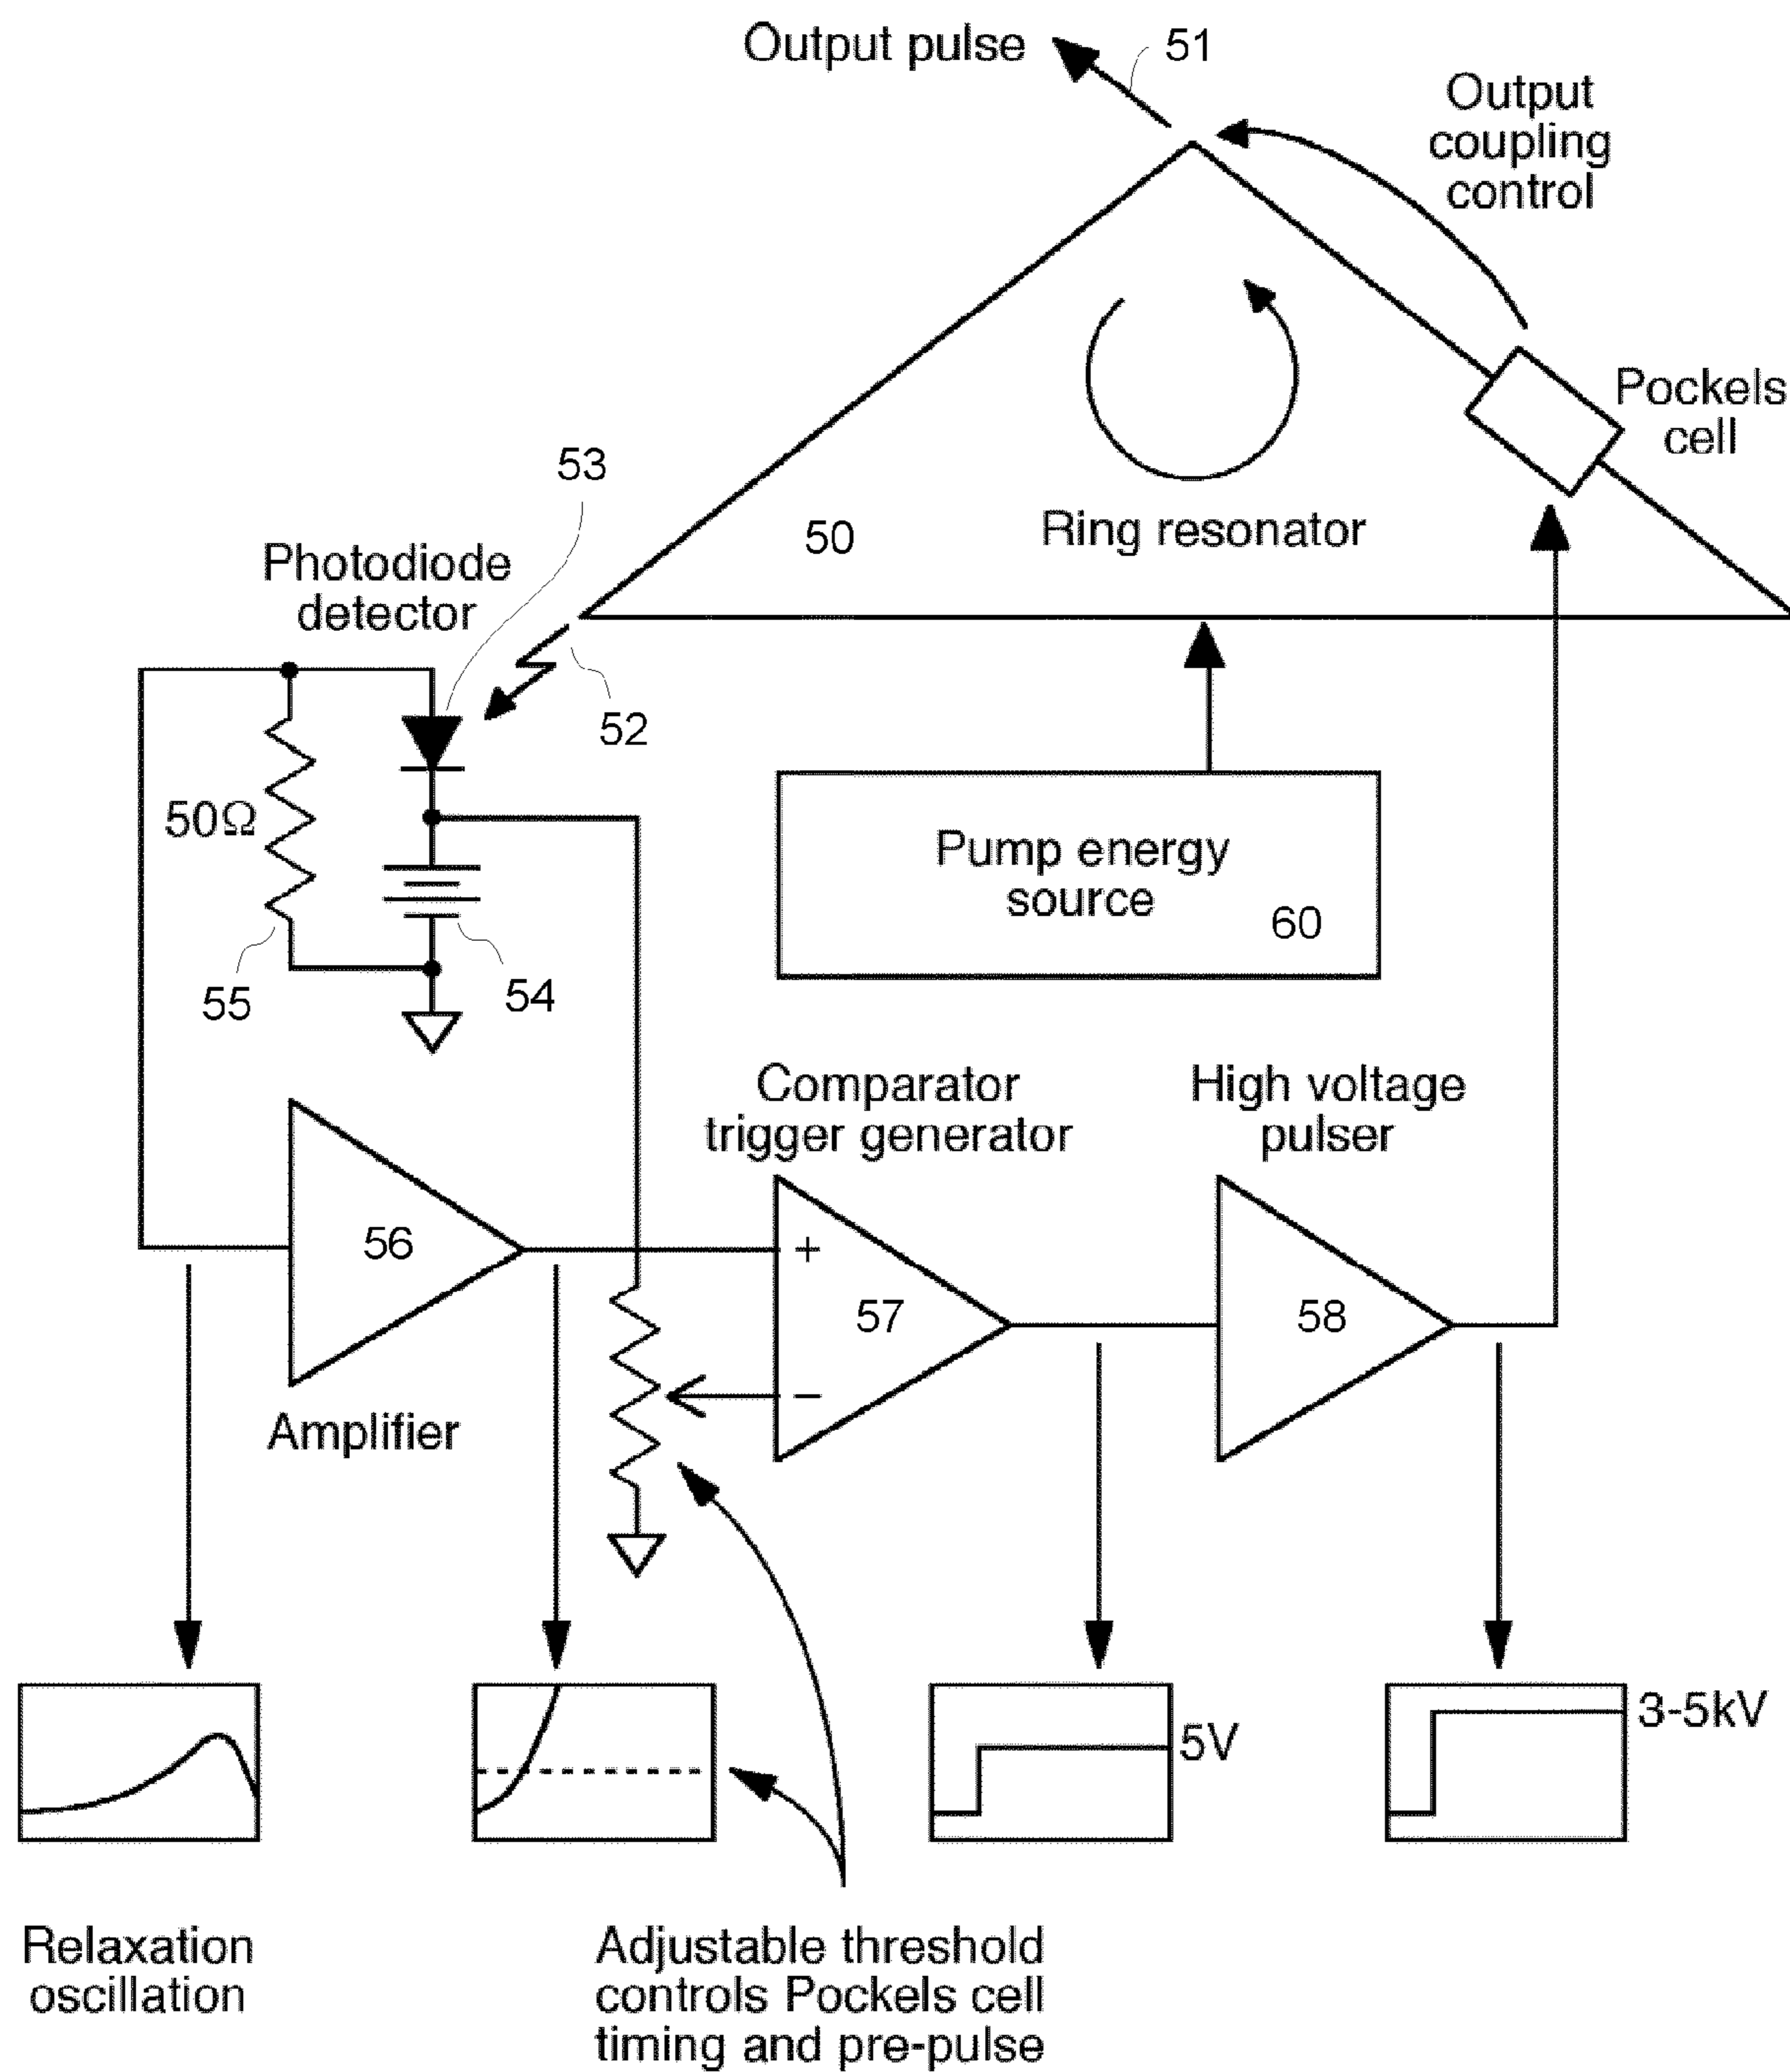 Output pulse
51
Output
coupling
control
Pockels
cell
53
50
Ring resonator
Photodiode
detector
52
50Ω
Pump energy
source
60
55
54
Comparator
trigger generator
High voltage
pulser
56
+
57
−
58
Amplifier
5V
3-5kV
Relaxation
oscillation
Adjustable threshold
controls Pockels cell
timing and pre-pulse